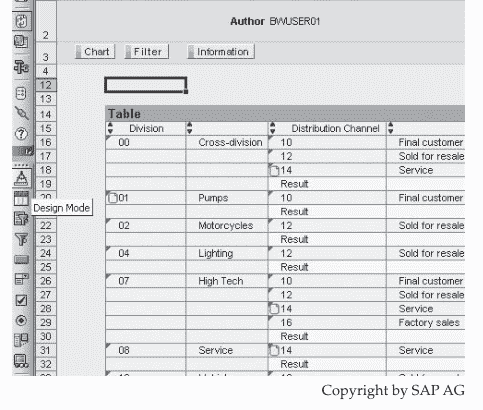 Author BWUSER01
2
3 Chart Filter Information
4
12
13
14 Table
15 Division Distribution Channel
16 00 Cross-division 10 Final customer
17 12 Sold for resale
18 14 Service
19 Result
20 01 Pumps 10 Final customer
Design Mode Result
22 02 Motorcycles 12 Sold for resale
23 Result
24 04 Lighting 12 Sold for resale
25 Result
26 07 High Tech 10 Final customer
27 12 Sold for resale
28 14 Service
29 16 Factory sales
30 Result
31 08 Service 14 Service
32 Result
Copyright by SAP AG